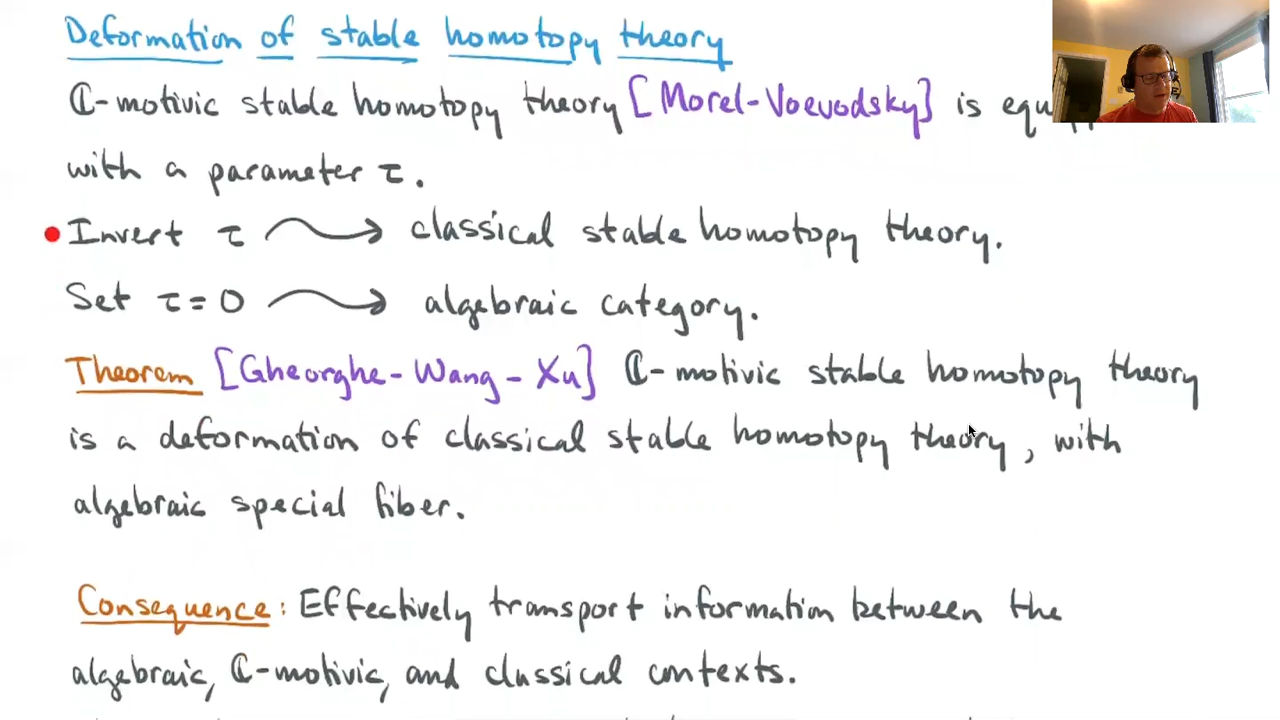 Deformation of stable homotopy theory
ℂ-motivic stable homotopy theory [Morel-Voevodsky] is
with a parameter τ.
Invert τ ⟿ classical stable homotopy theory.
Set τ=0 ⟿ algebraic category.
Theorem [Gheorghe-Wang-Xu] ℂ-motivic stable homotopy theory
is a deformation of classical stable homotopy theory, with
algebraic special fiber.
Consequence: Effectively transport information between the
algebraic, ℂ-motivic, and classical contexts.